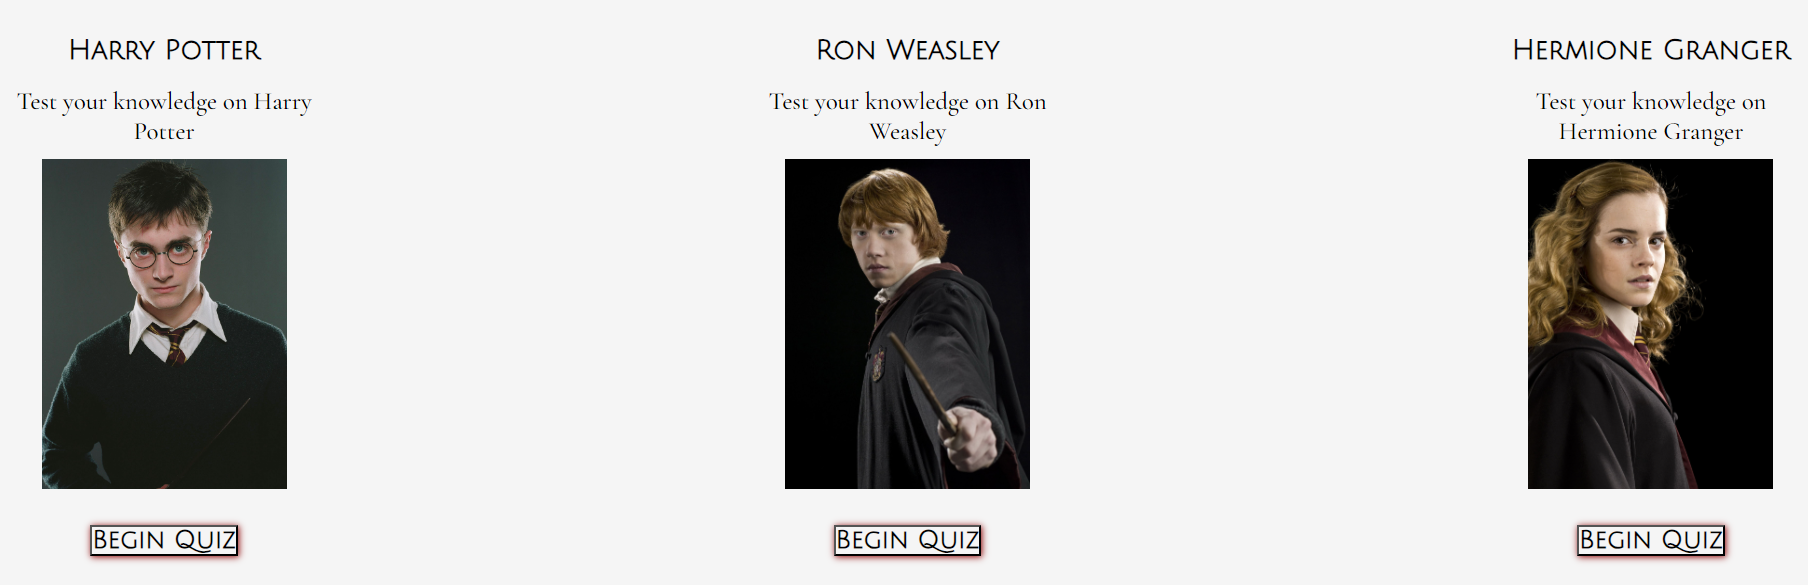 Harry Potter
Test your knowledge on Harry
Potter
Begin Quiz
Ron Weasley
Test your knowledge on Ron
Weasley
Begin Quiz
Hermione Granger
Test your knowledge on
Hermione Granger
Begin Quiz